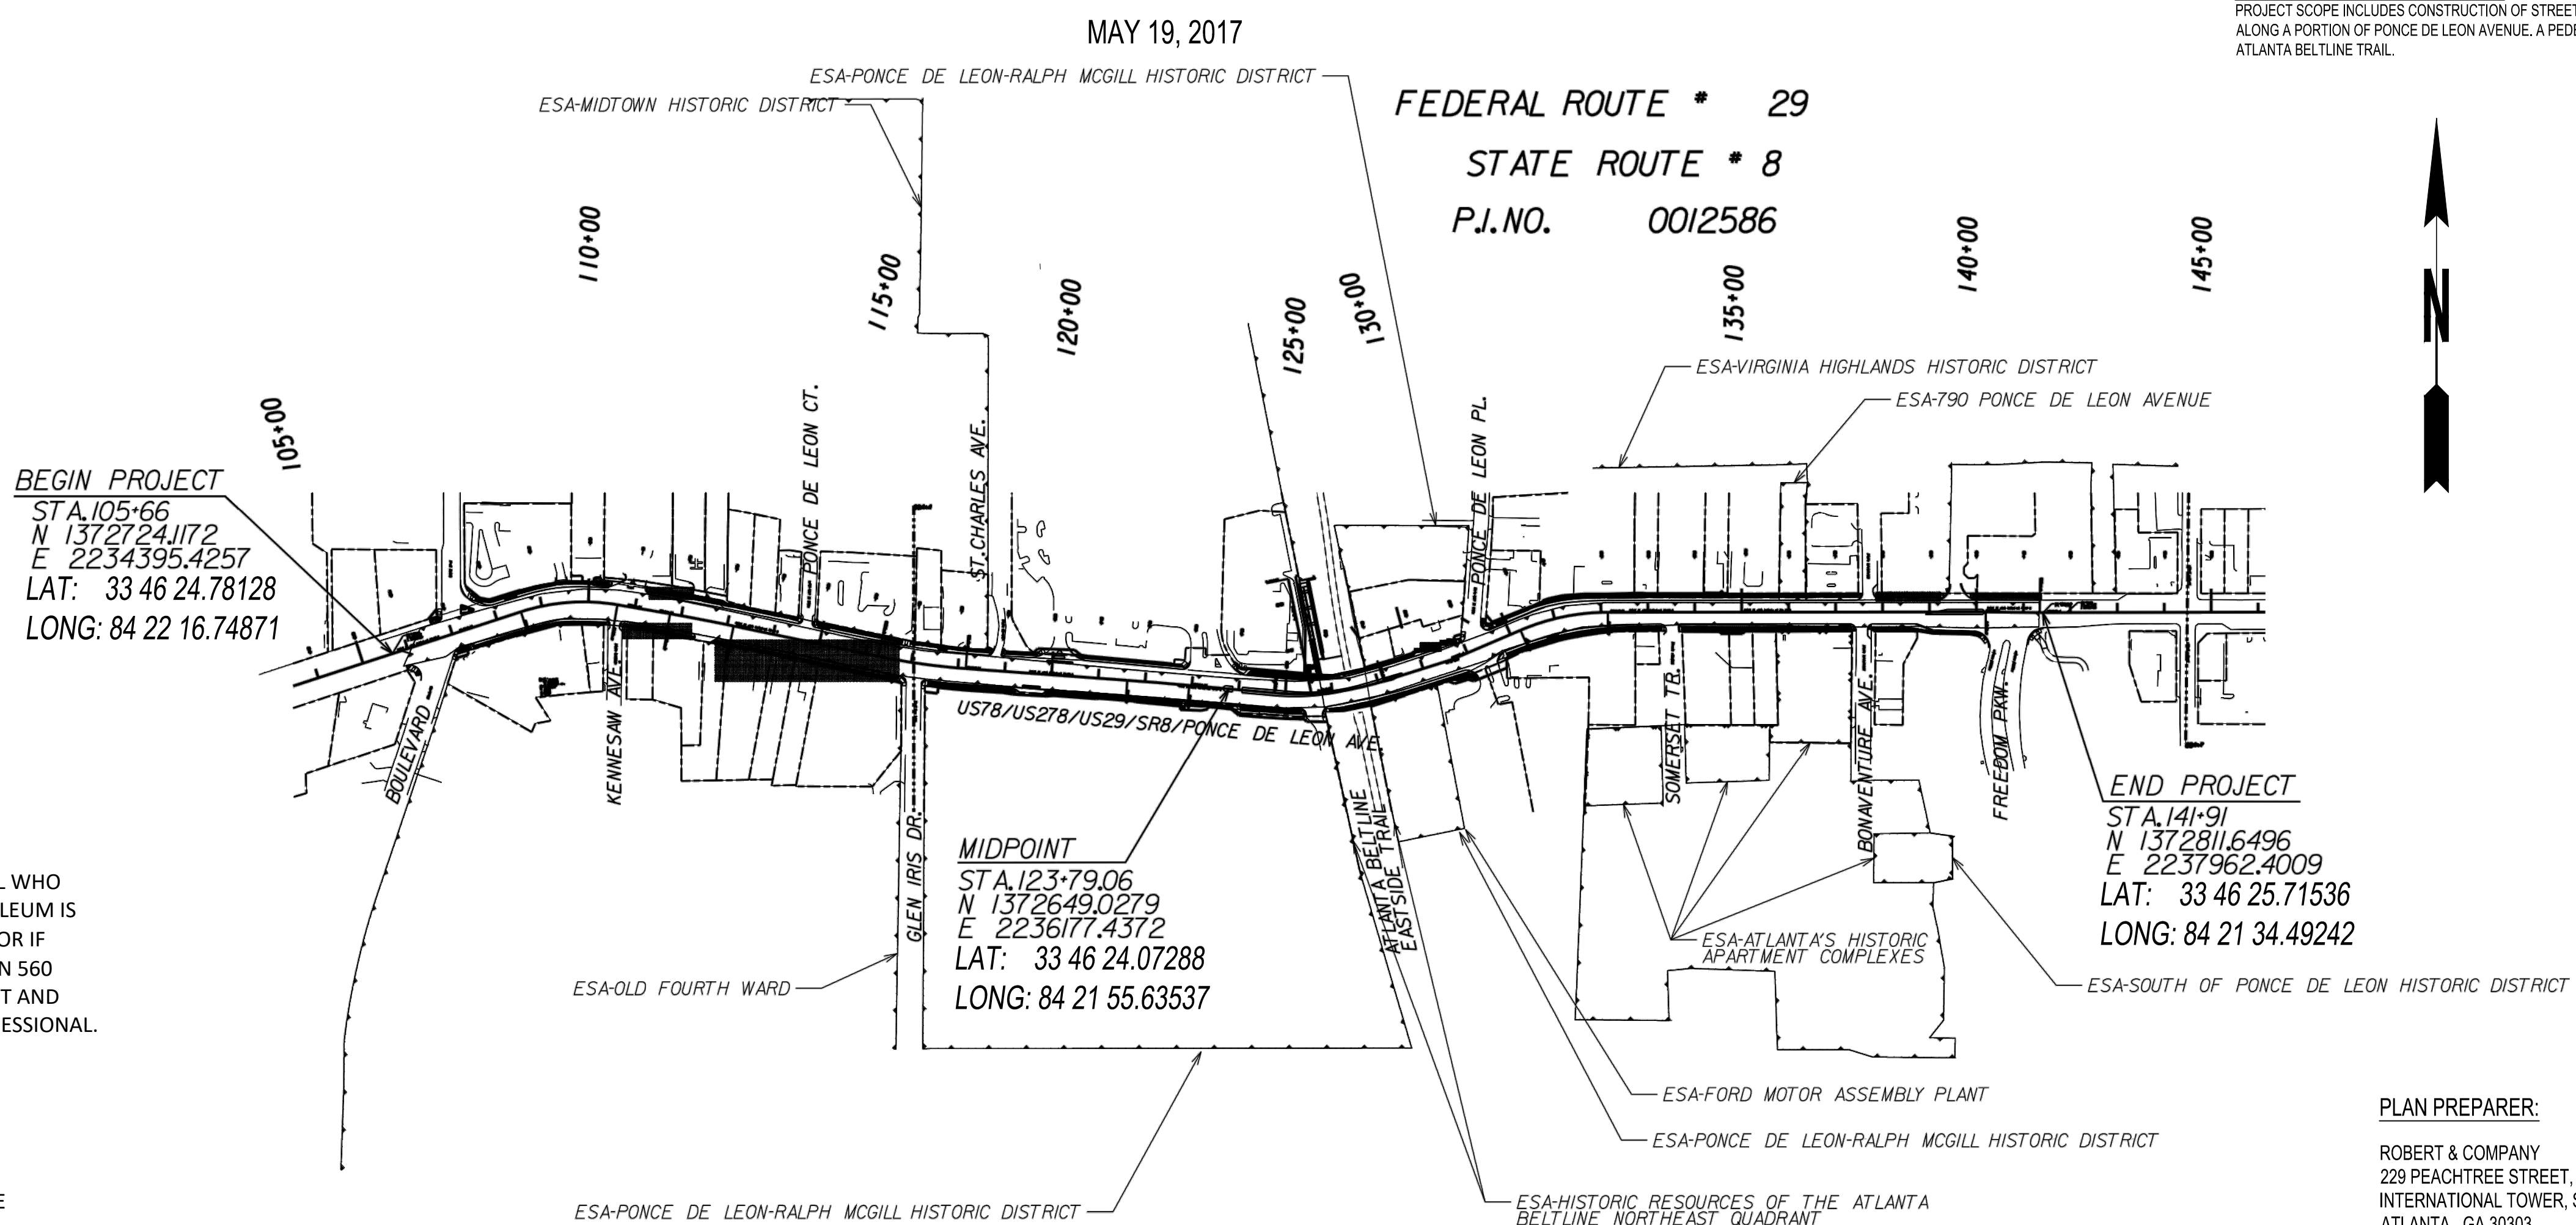 MAY 19, 2017
PROJECT SCOPE INCLUDES CONSTRUCTION OF STREET
ALONG A PORTION OF PONCE DE LEON AVENUE. A PEDE
ATLANTA BELTLINE TRAIL.
ESA-PONCE DE LEON-RALPH MCGILL HISTORIC DISTRICT
ESA-MIDTOWN HISTORIC DISTRICT
FEDERAL ROUTE # 29
STATE ROUTE # 8
P.I.NO. 0012586
N
105+00
110+00
115+00
120+00
125+00
130+00
135+00
140+00
145+00
ESA-VIRGINIA HIGHLANDS HISTORIC DISTRICT
ESA-790 PONCE DE LEON AVENUE
BEGIN PROJECT
STA.105+66
N 1372724.1172
E 2234395.4257
LAT: 33 46 24.78128
LONG: 84 22 16.74871
PONCE DE LEON CT.
ST.CHARLES AVE.
PONCE DE LEON PL.
BOULEVARD
KENNESAW AVE.
GLEN IRIS DR.
US78/US278/US29/SR8/PONCE DE LEON AVE.
ATLANTA BELTLINE
EASTSIDE TRAIL
SOMERSET TR.
BONAVENTURE AVE.
FREEDOM PKW.
MIDPOINT
STA.123+79.06
N 1372649.0279
E 2236177.4372
LAT: 33 46 24.07288
LONG: 84 21 55.63537
END PROJECT
STA.141+91
N 1372811.6496
E 2237962.4009
LAT: 33 46 25.71536
LONG: 84 21 34.49242
L WHO
LEUM IS
OR IF
N 560
T AND
ESSIONAL.
E
ESA-OLD FOURTH WARD
ESA-ATLANTA'S HISTORIC
APARTMENT COMPLEXES
ESA-SOUTH OF PONCE DE LEON HISTORIC DISTRICT
ESA-FORD MOTOR ASSEMBLY PLANT
ESA-PONCE DE LEON-RALPH MCGILL HISTORIC DISTRICT
ESA-HISTORIC RESOURCES OF THE ATLANTA
BELTLINE NORTHEAST QUADRANT
ESA-PONCE DE LEON-RALPH MCGILL HISTORIC DISTRICT
PLAN PREPARER:
ROBERT & COMPANY
229 PEACHTREE STREET,
INTERNATIONAL TOWER, S
ATLANTA, GA 30303